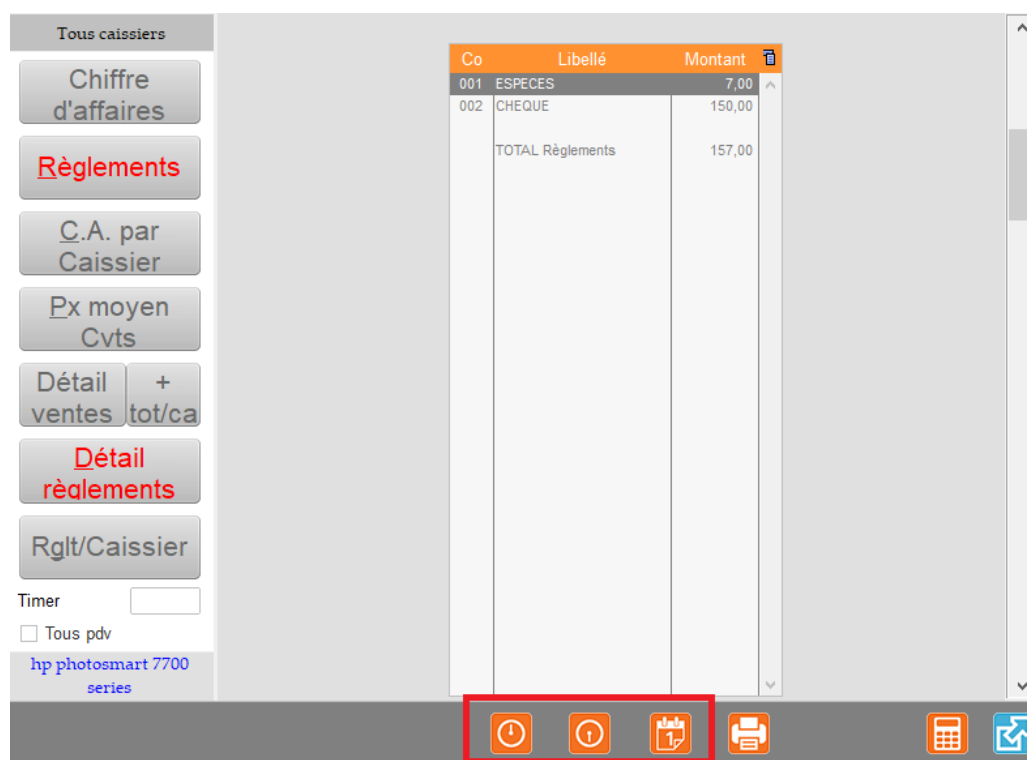 Tous caissiers
Chiffre
d'affaires
Règlements
C.A. par
Caissier
Px moyen
Cvts
Détail
ventes
+
tot/ca
Détail
règlements
Rglt/Caissier
Timer
Tous pdv
hp photosmart 7700
series
Co Libellé Montant
001 ESPECES 7,00
002 CHEQUE 150,00
TOTAL Règlements 157,00
1